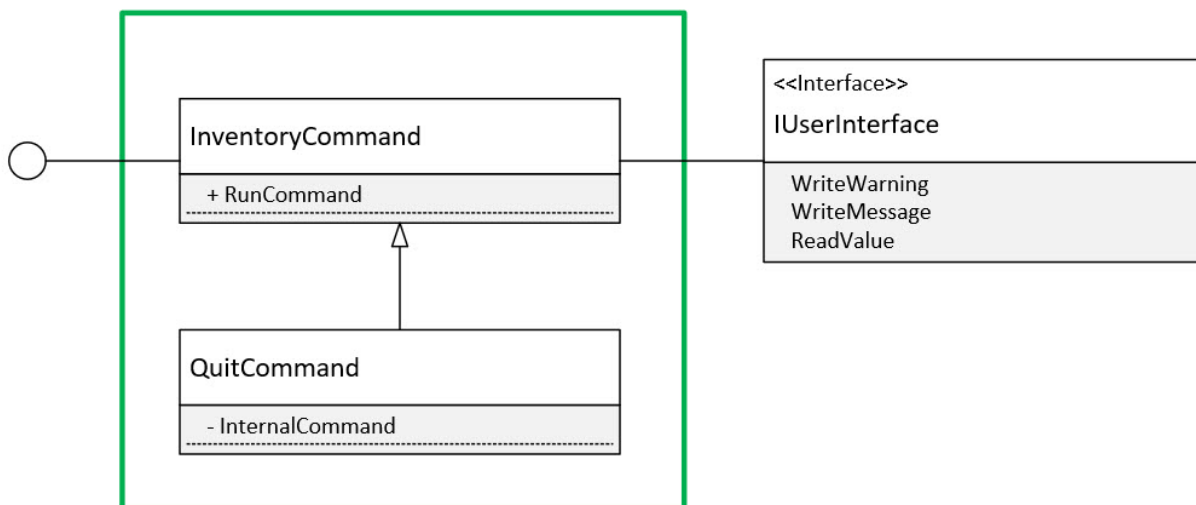 InventoryCommand
+ RunCommand
QuitCommand
- InternalCommand
<<Interface>>
IUserInterface
WriteWarning
WriteMessage
ReadValue